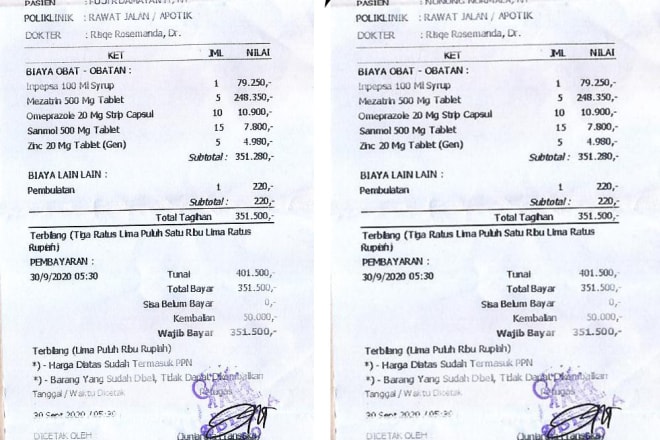 PASIEN
POLIKLINIK : RAWAT JALAN / APOTIK
DOKTER : Rizqe Rosemanda, Dr.
KET JML NILAI
BIAYA OBAT - OBATAN :
Inpepsa 100 Ml Syrup 1 79.250,-
Mezatrin 500 Mg Tablet 5 248.350,-
Omeprazole 20 Mg Strip Capsul 10 10.900,-
Sanmol 500 Mg Tablet 15 7.800,-
Zinc 20 Mg Tablet (Gen) 5 4.980,-
Subtotal : 351.280,-
BIAYA LAIN LAIN :
Pembulatan 1 220,-
Subtotal : 220,-
Total Tagihan 351.500,-
Terbilang (Tiga Ratus Lima Puluh Satu Ribu Lima Ratus
Rupiah)
PEMBAYARAN :
30/9/2020 05:30 Tunai 401.500,-
Total Bayar 351.500,-
Sisa Belum Bayar 0,-
Kembalian 50.000,-
Wajib Bayar 351.500,-
Terbilang (Lima Puluh Ribu Rupiah)
*) - Harga Diatas Sudah Termasuk PPN
*) - Barang Yang Sudah Dibeli, Tidak Dapat Dikembalikan
Tanggal / Waktu Dicetak Petugas
30 Sept 2020 / 05:30
DICETAK OLEH
PASIEN
POLIKLINIK : RAWAT JALAN / APOTIK
DOKTER : Rizqe Rosemanda, Dr.
KET JML NILAI
BIAYA OBAT - OBATAN :
Inpepsa 100 Ml Syrup 1 79.250,-
Mezatrin 500 Mg Tablet 5 248.350,-
Omeprazole 20 Mg Strip Capsul 10 10.900,-
Sanmol 500 Mg Tablet 15 7.800,-
Zinc 20 Mg Tablet (Gen) 5 4.980,-
Subtotal : 351.280,-
BIAYA LAIN LAIN :
Pembulatan 1 220,-
Subtotal : 220,-
Total Tagihan 351.500,-
Terbilang (Tiga Ratus Lima Puluh Satu Ribu Lima Ratus
Rupiah)
PEMBAYARAN :
30/9/2020 05:30 Tunai 401.500,-
Total Bayar 351.500,-
Sisa Belum Bayar 0,-
Kembalian 50.000,-
Wajib Bayar 351.500,-
Terbilang (Lima Puluh Ribu Rupiah)
*) - Harga Diatas Sudah Termasuk PPN
*) - Barang Yang Sudah Dibeli, Tidak Dapat Dikembalikan
Tanggal / Waktu Dicetak Petugas
30 Sept 2020 / 05:30
DICETAK OLEH